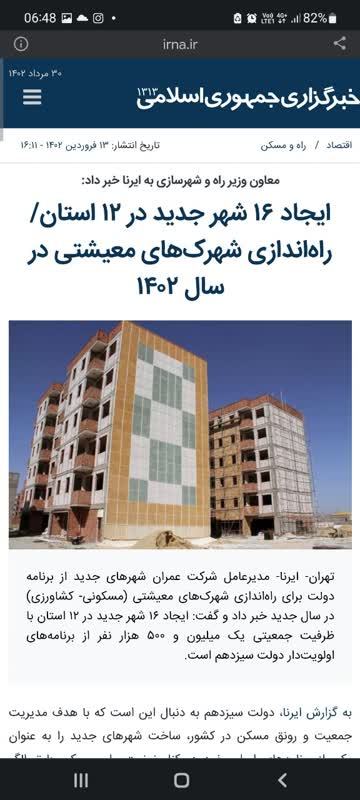 06:48
82%
irna.ir
۳۰ مرداد ۱۴۰۲
خبرگزاری جمهوری اسلامی ۱۳۱۳
اقتصاد / راه و مسکن
تاریخ انتشار: ۱۳ فروردین ۱۴۰۲ - ۱۶:۱۱
معاون وزیر راه و شهرسازی به ایرنا خبر داد:
ایجاد ۱۶ شهر جدید در ۱۲ استان/
راه‌اندازی شهرک‌های معیشتی در
سال ۱۴۰۲
تهران- ایرنا- مدیرعامل شرکت عمران شهرهای جدید از برنامه
دولت برای راه‌اندازی شهرک‌های معیشتی (مسکونی- کشاورزی)
در سال جدید خبر داد و گفت: ایجاد ۱۶ شهر جدید در ۱۲ استان با
ظرفیت جمعیتی یک میلیون و ۵۰۰ هزار نفر از برنامه‌های
اولویت‌دار دولت سیزدهم است.
به گزارش ایرنا، دولت سیزدهم به دنبال این است که با هدف مدیریت
جمعیت و رونق مسکن در کشور، ساخت شهرهای جدید را به عنوان